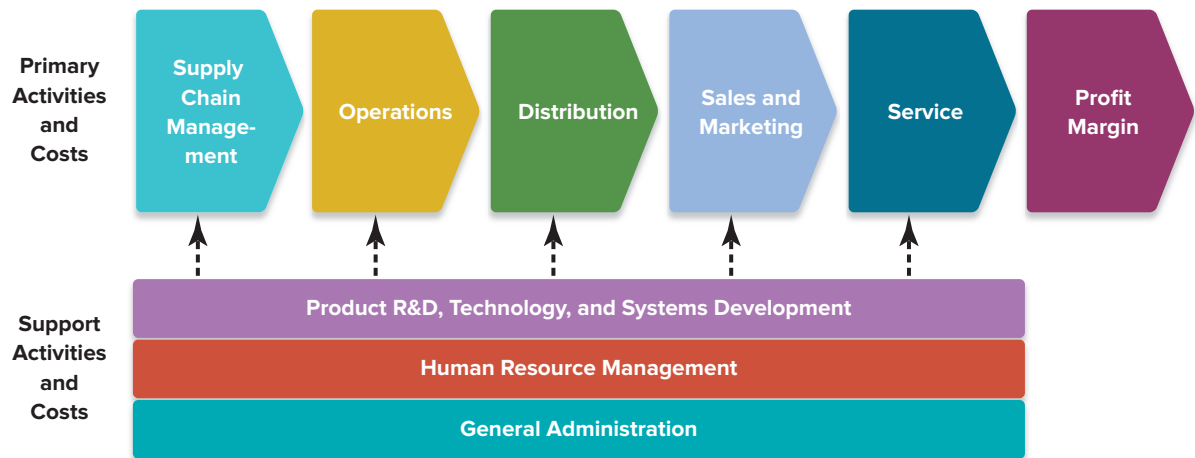 Primary
Activities
and
Costs
Supply
Chain
Manage-
ment
Operations
Distribution
Sales and
Marketing
Service
Profit
Margin
Support
Activities
and
Costs
Product R&D, Technology, and Systems Development
Human Resource Management
General Administration